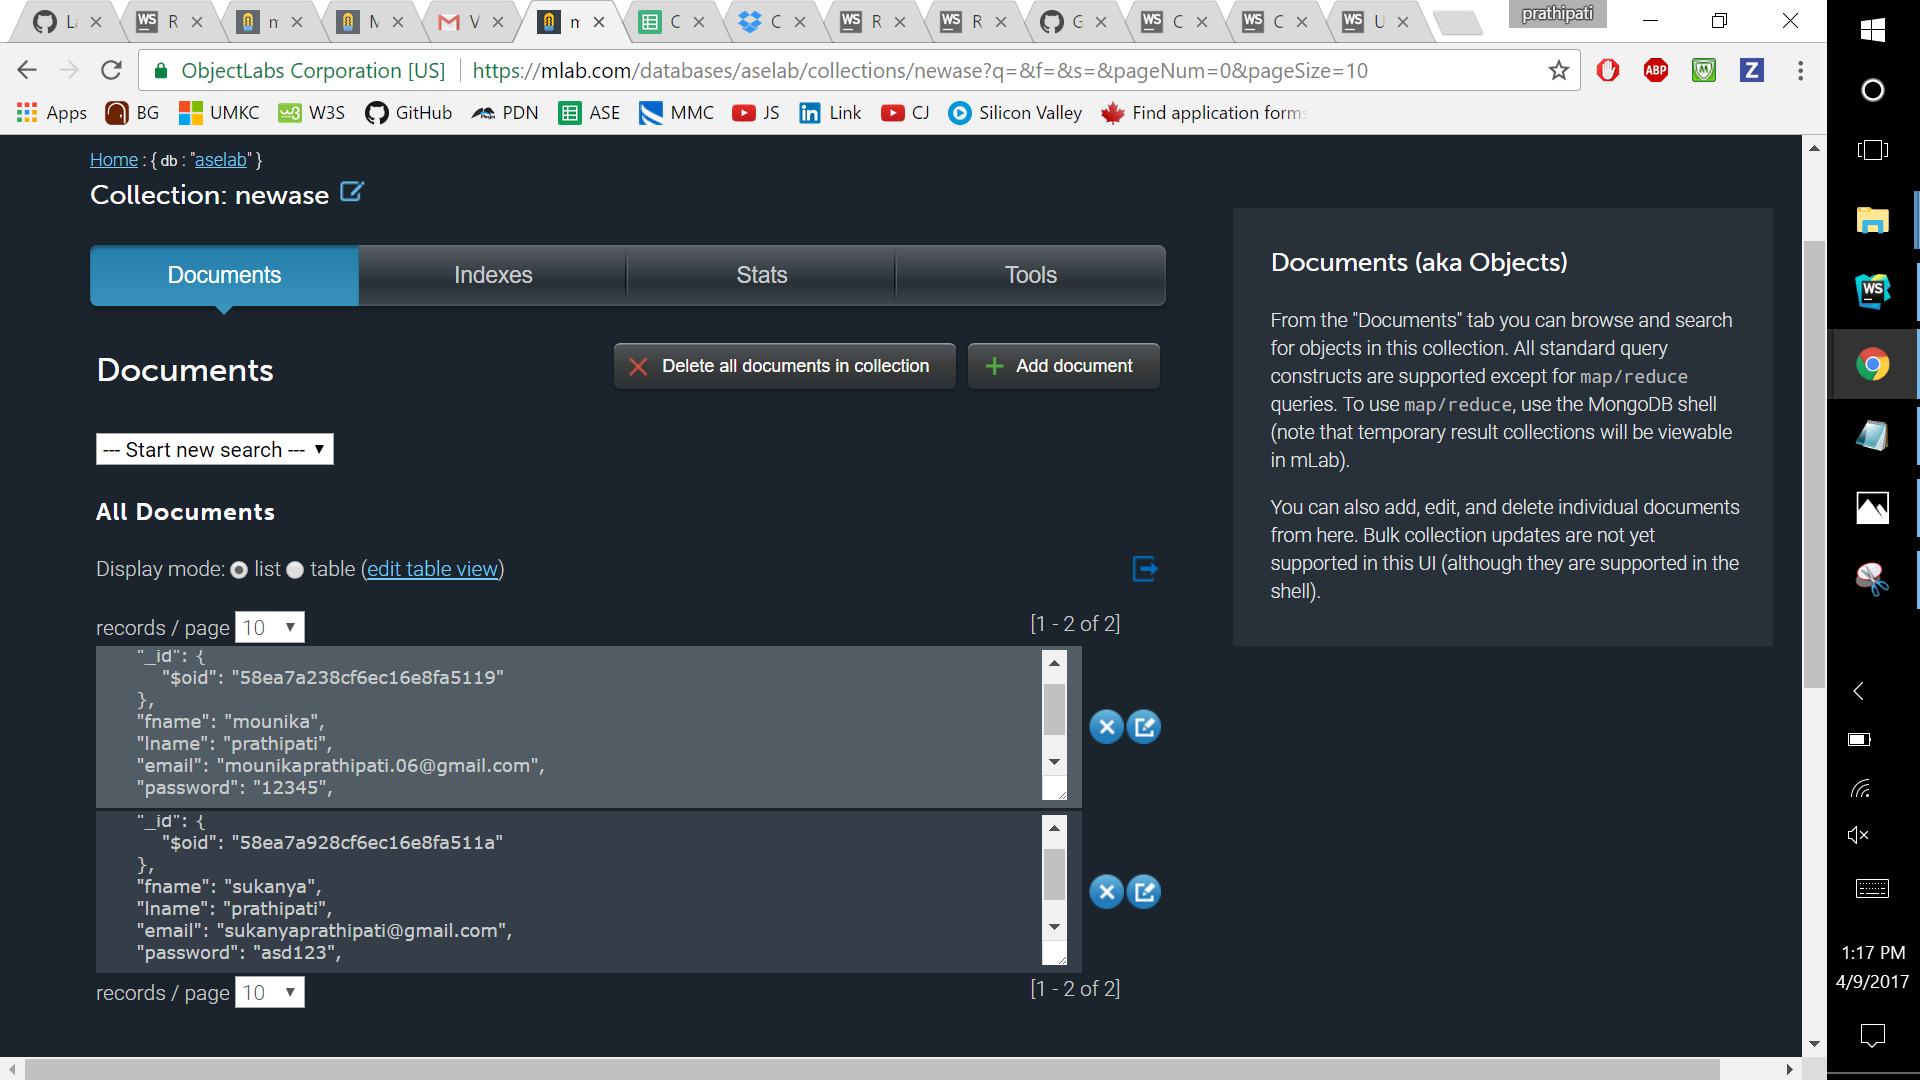 prathipati
ObjectLabs Corporation [US]
https://mlab.com/databases/aselab/collections/newase?q=&f=&s=&pageNum=0&pageSize=10
ABP
Z
Apps
BG
UMKC
W3S
GitHub
PDN
ASE
MMC
JS
Link
CJ
Silicon Valley
Find application forms
Home : { db : "aselab" }
Collection: newase
Documents
Indexes
Stats
Tools
Documents
Delete all documents in collection
Add document
--- Start new search ---
All Documents
Display mode: list table (edit table view)
records / page 10
[1 - 2 of 2]
"_id": {
"$oid": "58ea7a238cf6ec16e8fa5119"
},
"fname": "mounika",
"lname": "prathipati",
"email": "mounikaprathipati.06@gmail.com",
"password": "12345",
"_id": {
"$oid": "58ea7a928cf6ec16e8fa511a"
},
"fname": "sukanya",
"lname": "prathipati",
"email": "sukanyaprathipati@gmail.com",
"password": "asd123",
records / page 10
[1 - 2 of 2]
Documents (aka Objects)
From the "Documents" tab you can browse and search
for objects in this collection. All standard query
constructs are supported except for map/reduce
queries. To use map/reduce, use the MongoDB shell
(note that temporary result collections will be viewable
in mLab).
You can also add, edit, and delete individual documents
from here. Bulk collection updates are not yet
supported in this UI (although they are supported in the
shell).
WS
1:17 PM
4/9/2017